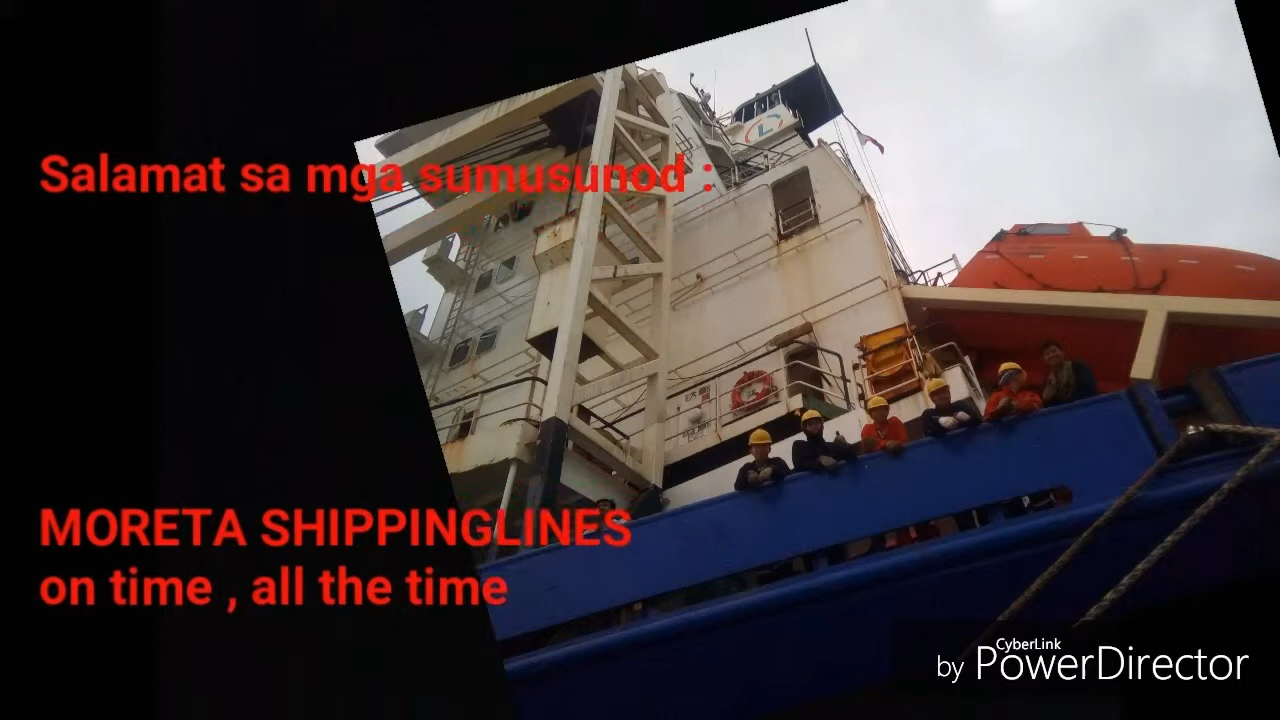 Salamat sa mga sumusunod :
MORETA SHIPPINGLINES
on time , all the time
CyberLink
by PowerDirector